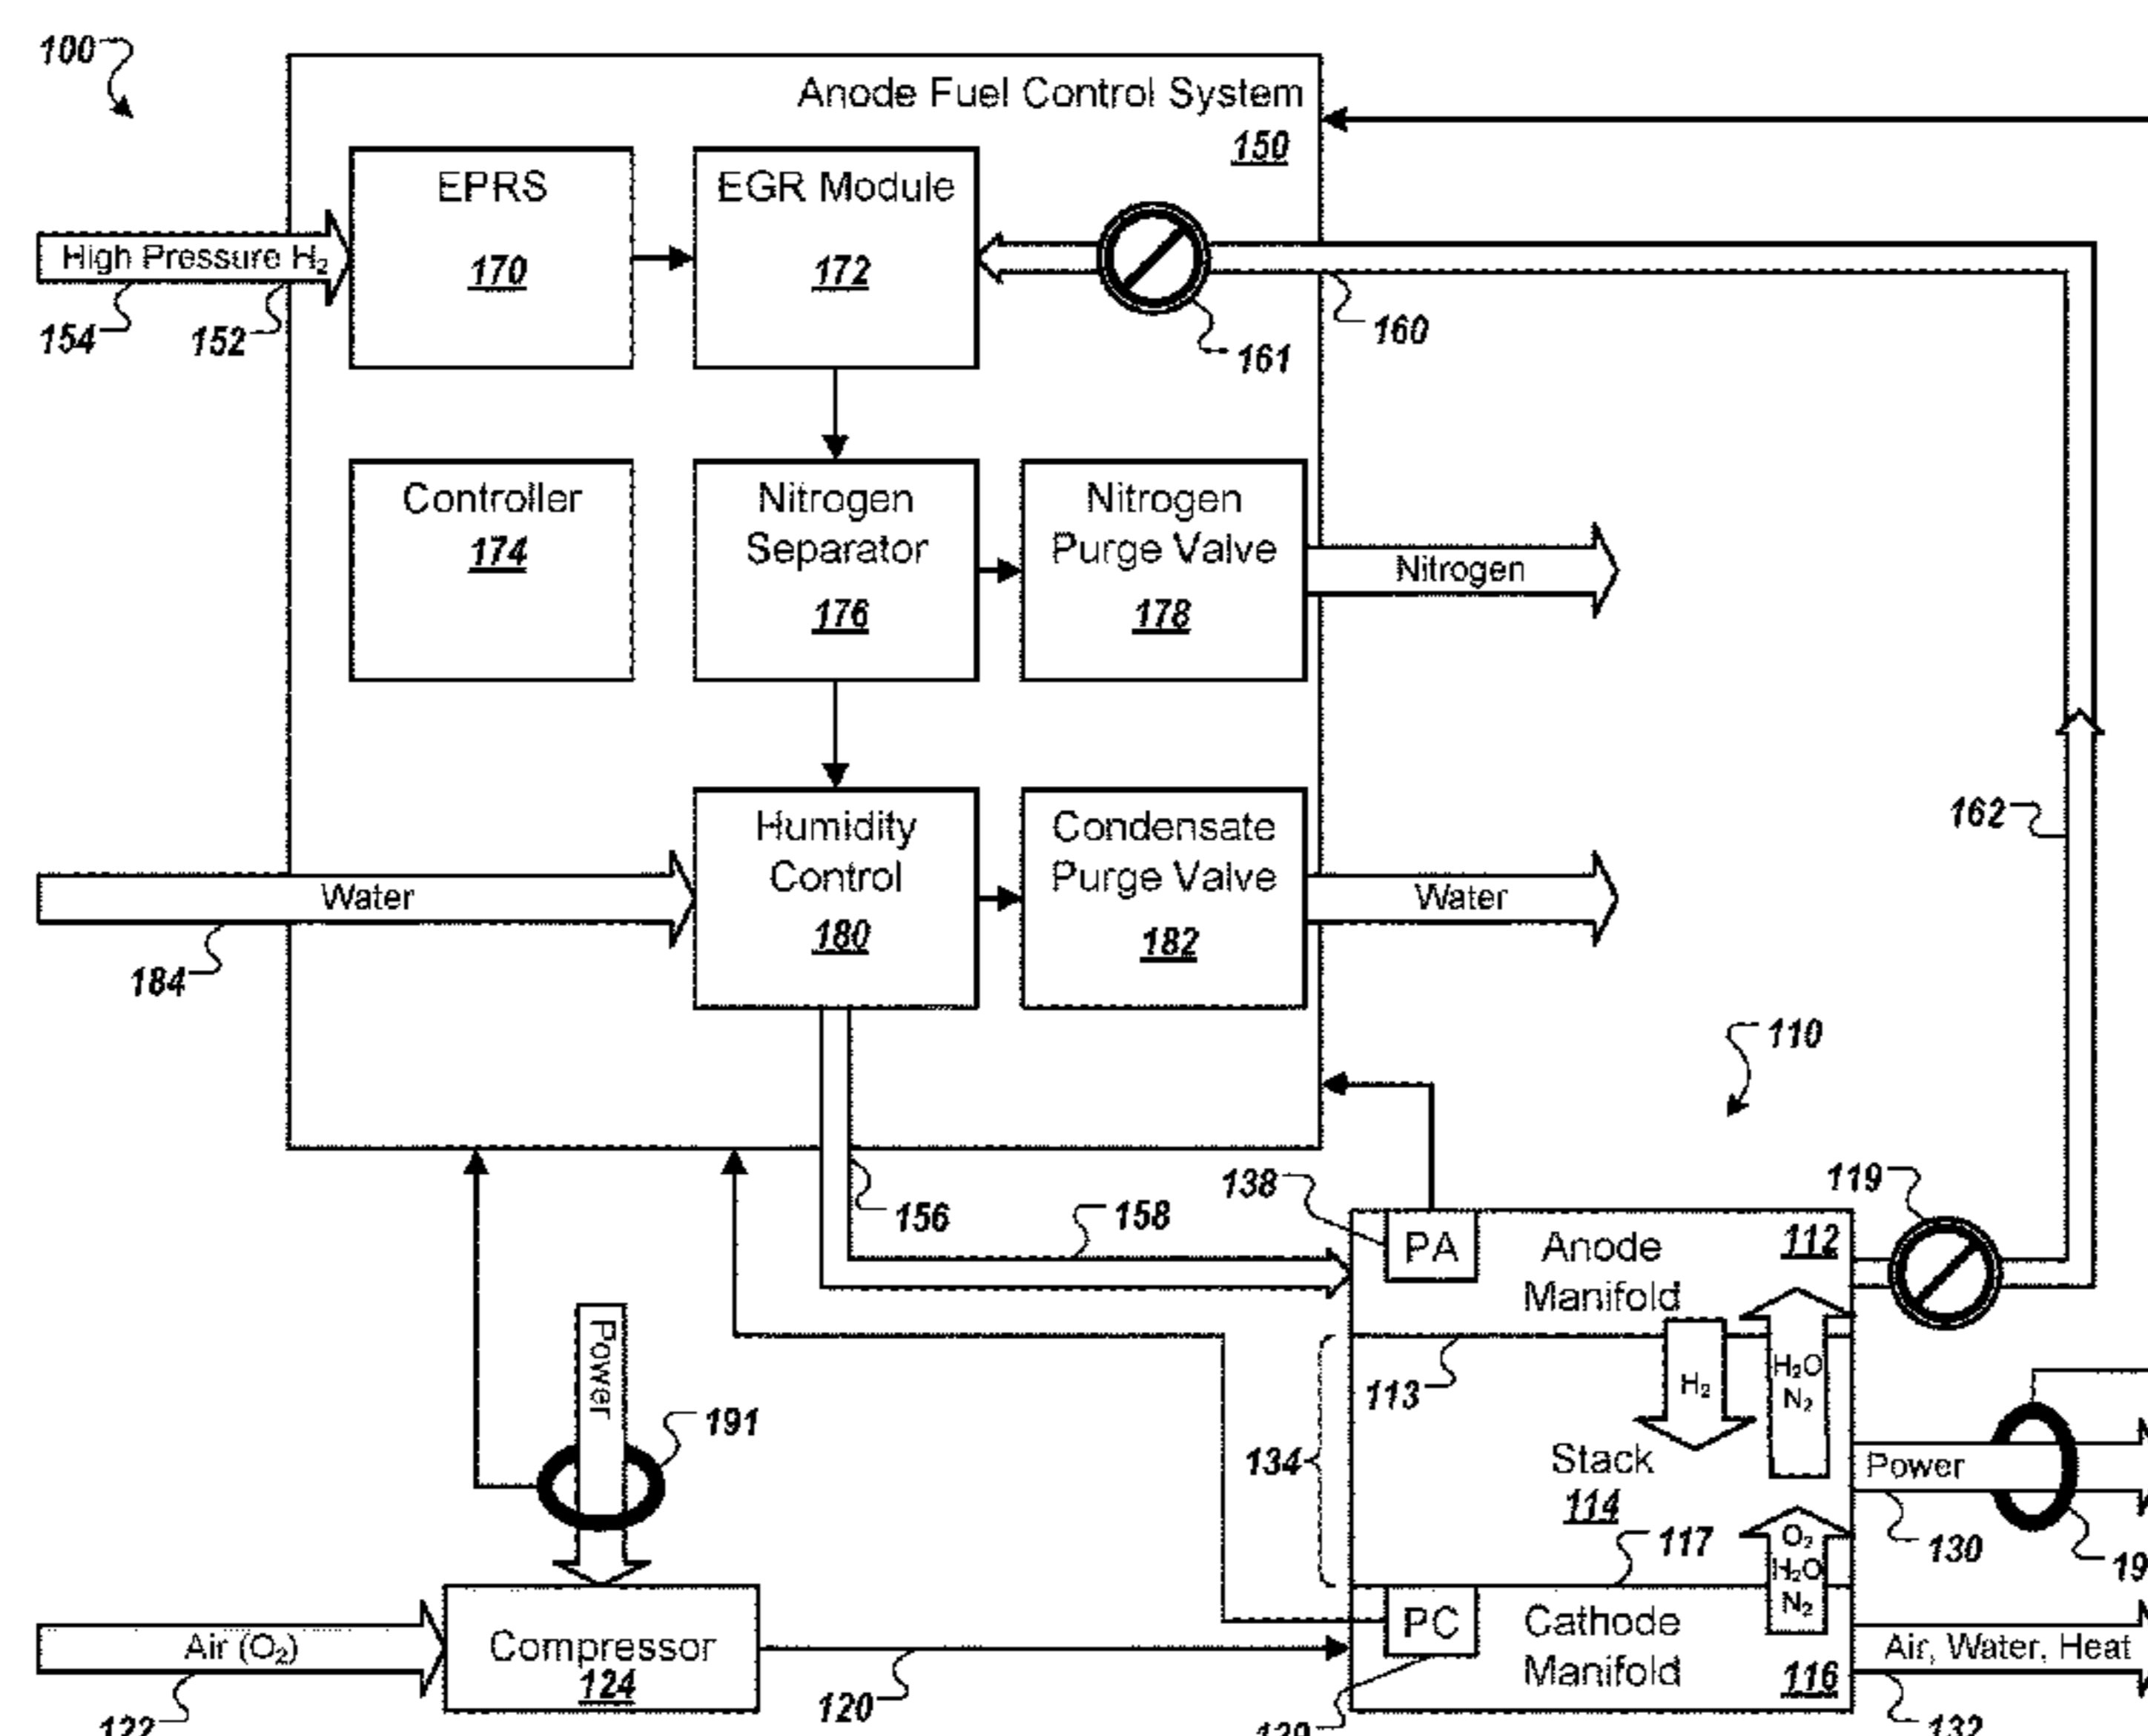 100
Anode Fuel Control System
150
EPRS
170
EGR Module
172
High Pressure H₂
154
152
161
160
Controller
174
Nitrogen
Separator
176
Nitrogen
Purge Valve
178
Nitrogen
162
Humidity
Control
180
Condensate
Purge Valve
182
Water
Water
184
110
156
158
138
119
PA
Anode
Manifold
112
Power
191
113
H₂
H₂O
N₂
134
Stack
114
Power
130
117
O₂
H₂O
N₂
PC
Cathode
Manifold
116
Air (O₂)
122
Compressor
124
120
Air, Water, Heat
132